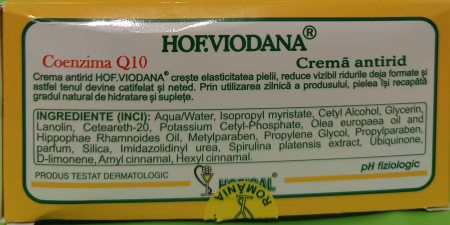 HOF.VIODANA®
Coenzima Q10 Cremă antirid
Crema antirid HOF.VIODANA® crește elasticitatea pielii, reduce vizibil ridurile deja formate și
astfel tenul devine catifelat și neted. Prin utilizarea zilnică a produsului, pielea își recapătă
gradul natural de hidratare și suplețe.
INGREDIENTE (INCI): Aqua/Water, Isopropyl myristate, Cetyl Alcohol, Glycerin,
Lanolin, Ceteareth-20, Potassium Cetyl-Phosphate, Olea europaea oil and
Hippophae Rhamnoides Oil, Metylparaben, Propylene Glycol, Propylparaben,
parfum, Silica, Imidazolidinyl urea, Spirulina platensis extract, Ubiquinone,
D-limonene, Amyl cinnamal, Hexyl cinnamal.
pH fiziologic
PRODUS TESTAT DERMATOLOGIC
ROMÂNIA